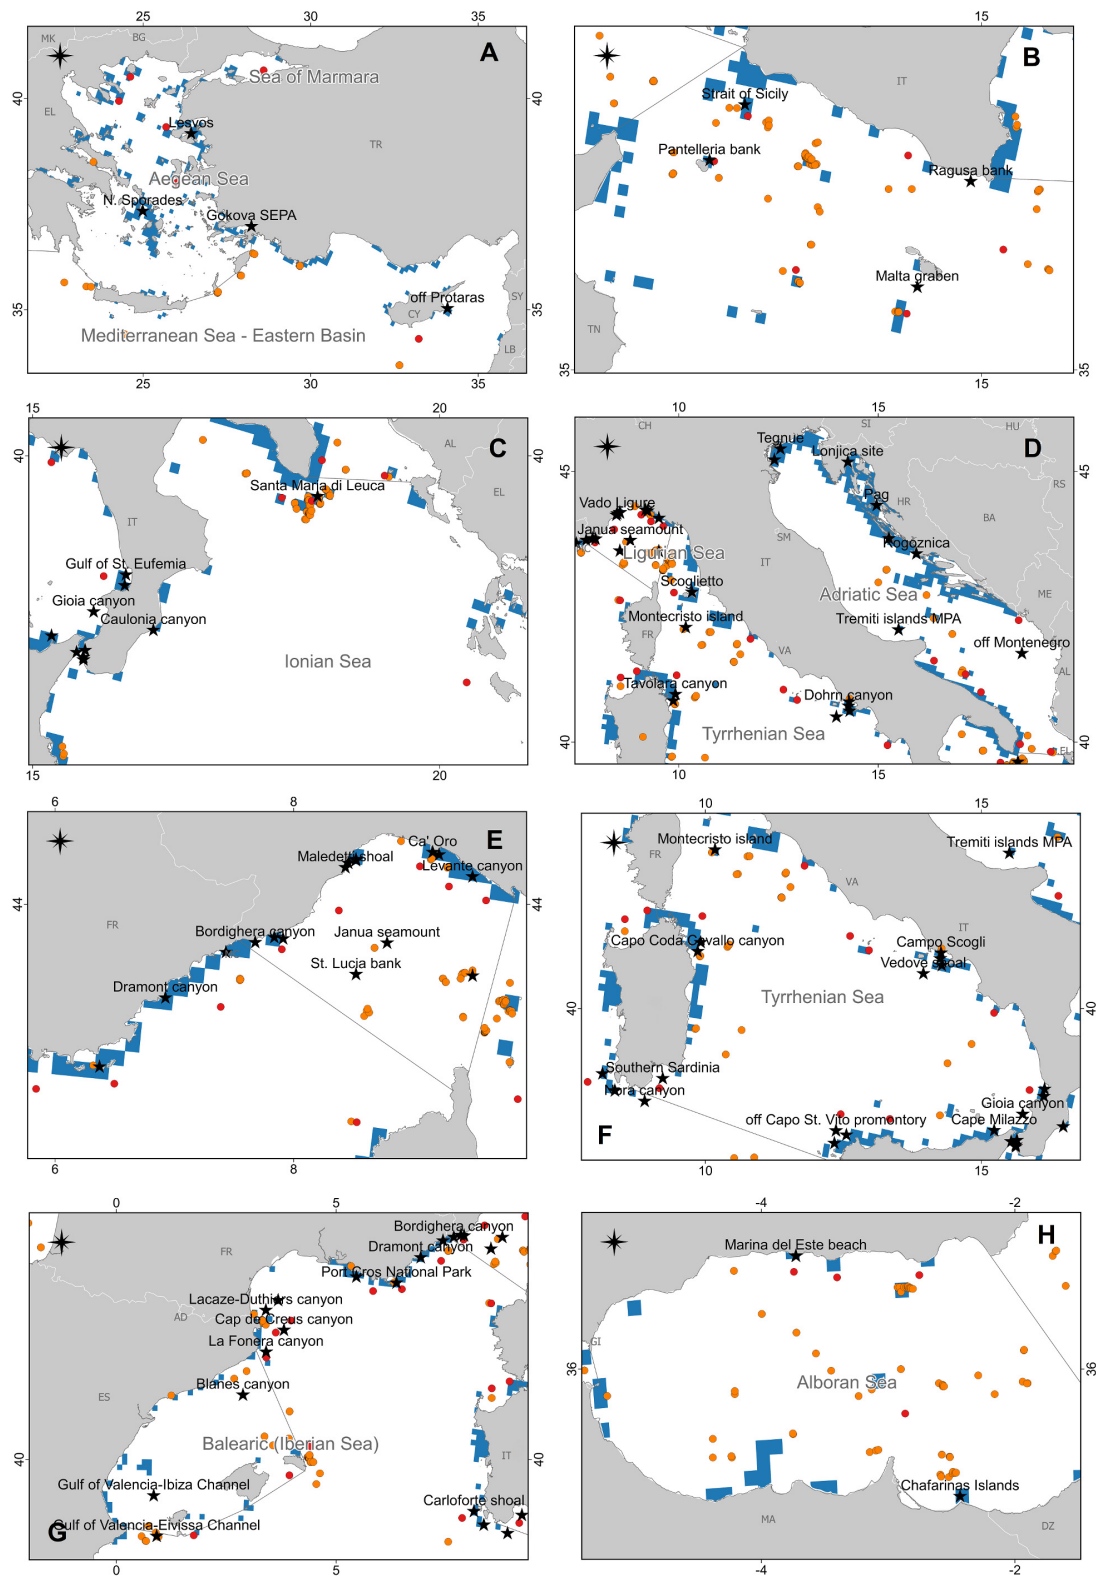 25 30 35
MK BG A
Sea of Marmara
40 40
EL
Lesvos
TR
Aegean Sea
N. Sporades
Gokova SEPA
off Protaras
SY
CY
35 35
Mediterranean Sea - Eastern Basin
LB
25 30 35
15
B
IT
Strait of Sicily
Pantelleria bank
Ragusa bank
Malta graben
TN
35 35
15
15 20
40 C 40
AL
Santa Maria di Leuca
EL
IT
Gulf of St. Eufemia
Gioia canyon
Caulonia canyon
Ionian Sea
15 20
10 15
CH SI HU
D
Tegnue
Lonjica site
45 45
RS
Pag
HR
Vado Ligure
BA
Janua seamount
SM
Rogoznica
Ligurian Sea
IT
Scoglietto
Adriatic Sea
ME
Montecristo island
Tremiti islands MPA
FR
off Montenegro
VA
AL
Tavolara canyon
Dohrn canyon
Tyrrhenian Sea
40 40
EL
10 15
6 8
E
Ca' Oro
Maledetti shoal
Levante canyon
44 44
FR
Bordighera canyon
Janua seamount
St. Lucia bank
Dramont canyon
6 8
10 15
Montecristo island
Tremiti islands MPA
FR
VA
IT
Capo Coda Cavallo canyon
Campo Scogli
Vedove shoal
Tyrrhenian Sea
40 40
Southern Sardinia
Nora canyon
Gioia canyon
off Capo St. Vito promontory
Cape Milazzo
F
10 15
0 5
Bordighera canyon
FR
Dramont canyon
Port Cros National Park
Lacaze-Duthiers canyon
AD
Cap de Creus canyon
La Fonera canyon
Blanes canyon
ES
Balearic (Iberian Sea)
40 IT 40
Gulf of Valencia-Ibiza Channel
Carloforte shoal
Gulf of Valencia-Eivissa Channel
G
0 5
-4 -2
H
Marina del Este beach
GI
36 36
Alboran Sea
Chafarinas Islands
MA DZ
-4 -2